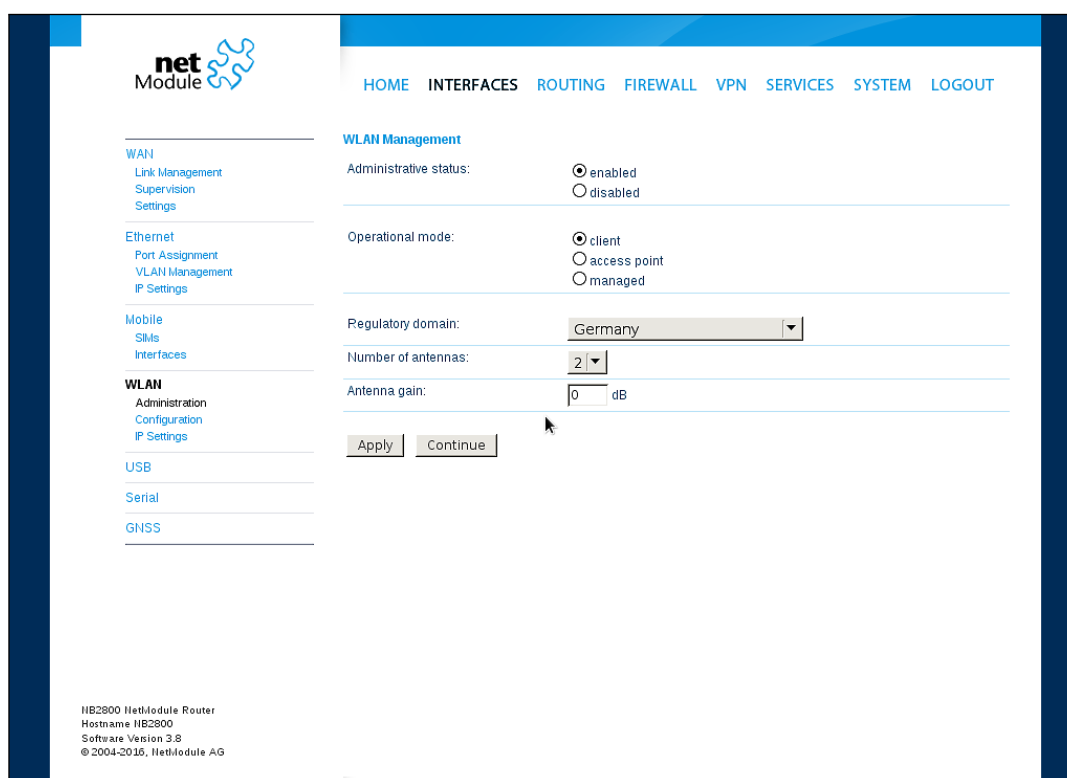 net
Module
HOME INTERFACES ROUTING FIREWALL VPN SERVICES SYSTEM LOGOUT
WAN
Link Management
Supervision
Settings
Ethernet
Port Assignment
VLAN Management
IP Settings
Mobile
SIMs
Interfaces
WLAN
Administration
Configuration
IP Settings
USB
Serial
GNSS
WLAN Management
Administrative status:
enabled
disabled
Operational mode:
client
access point
managed
Regulatory domain: Germany
Number of antennas: 2
Antenna gain: 0 dB
Apply Continue
NB2800 NetModule Router
Hostname NB2800
Software Version 3.8
© 2004-2016, NetModule AG